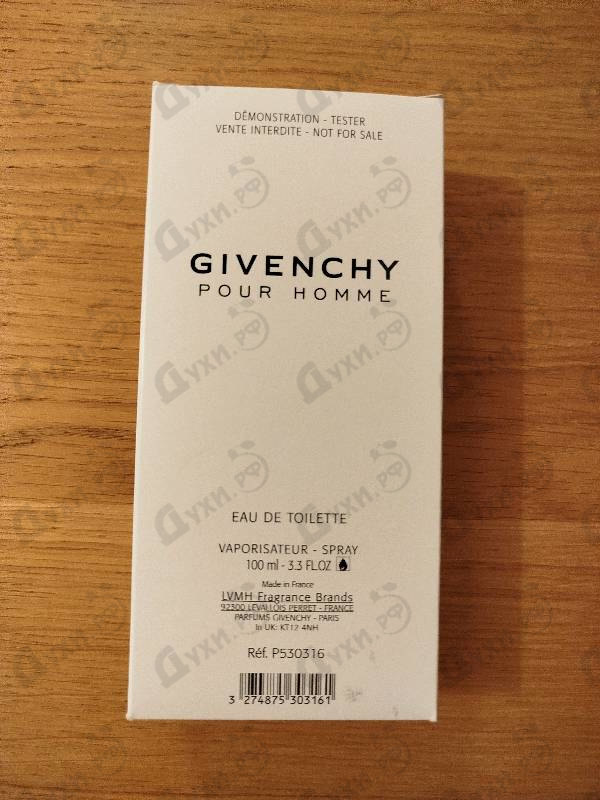 DÉMONSTRATION - TESTER
VENTE INTERDITE - NOT FOR SALE
GIVENCHY
POUR HOMME
EAU DE TOILETTE
VAPORISATEUR - SPRAY
100 ml - 3.3 FL.OZ
Made in France
LVMH Fragrance Brands
92300 LEVALLOIS PERRET - FRANCE
PARFUMS GIVENCHY - PARIS
In UK: KT12 4NH
Réf. P530316
3 274875 303161
Духи.рф